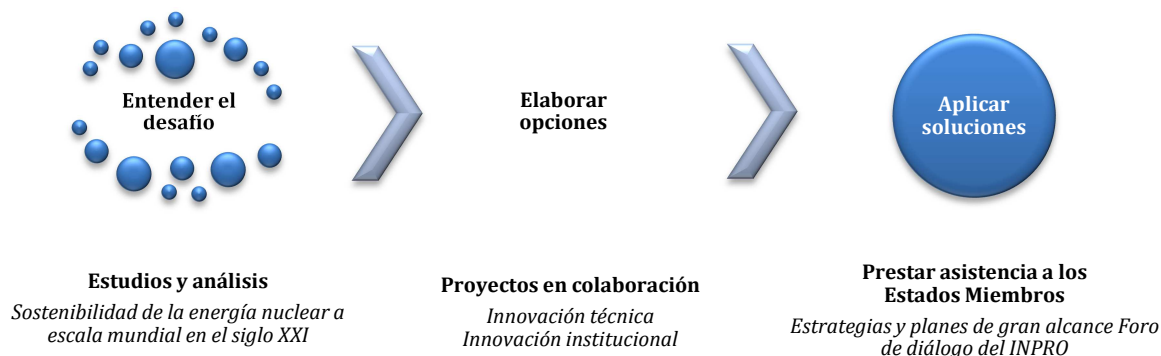 Entender el
desafío
Elaborar
opciones
Aplicar
soluciones
Estudios y análisis
Sostenibilidad de la energía nuclear a
escala mundial en el siglo XXI
Proyectos en colaboración
Innovación técnica
Innovación institucional
Prestar asistencia a los
Estados Miembros
Estrategias y planes de gran alcance Foro
de diálogo del INPRO